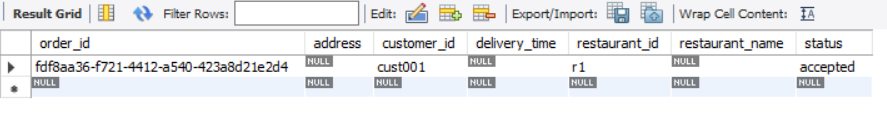 Result Grid Filter Rows: Edit: Export/Import: Wrap Cell Content: IA
order_id address customer_id delivery_time restaurant_id restaurant_name status
fdf8aa36-f721-4412-a540-423a8d21e2d4 NULL cust001 NULL r1 NULL accepted
NULL NULL NULL NULL NULL NULL NULL